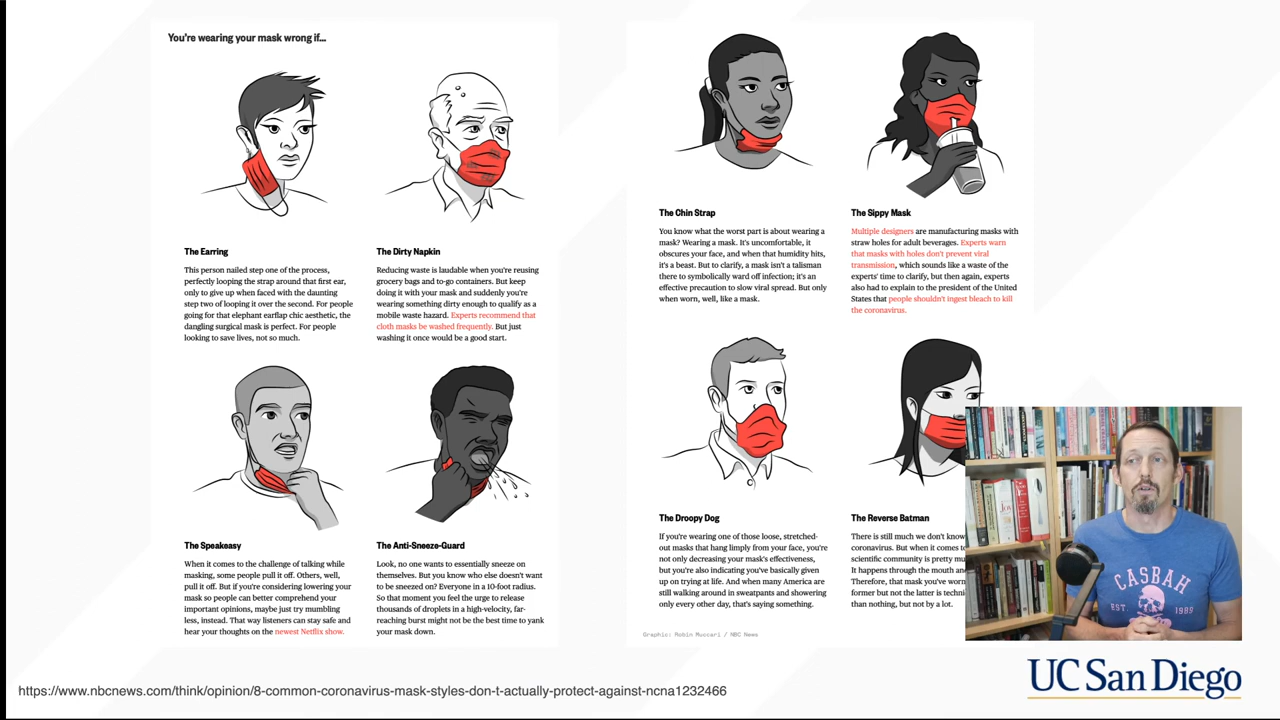 You're wearing your mask wrong if...
The Earring
This person nailed step one of the process,
perfectly looping the strap around that first ear,
only to give up when faced with the daunting
step two of looping it over the second. For people
going for that elephant earflap chic aesthetic, the
dangling surgical mask is perfect. For people
looking to save lives, not so much.
The Dirty Napkin
Reducing waste is laudable when you're reusing
grocery bags and to-go containers. But keep
doing it with your mask and suddenly you're
wearing something dirty enough to qualify as a
mobile waste hazard. Experts recommend that
cloth masks be washed frequently. But just
washing it once would be a good start.
The Speakeasy
When it comes to the challenge of talking while
masking, some people pull it off. Others, well,
pull it off. But if you're considering lowering your
mask so people can better comprehend your
important opinions, maybe just try mumbling
less, instead. That way listeners can stay safe and
hear your thoughts on the newest Netflix show.
The Anti-Sneeze-Guard
Look, no one wants to essentially sneeze on
themselves. But you know who else doesn't want
to be sneezed on? Everyone in a 10-foot radius.
So that moment you feel the urge to release
thousands of droplets in a high-velocity, far-
reaching burst might not be the best time to yank
your mask down.
The Chin Strap
You know what the worst part is about wearing a
mask? Wearing a mask. It's uncomfortable, it
obscures your face, and when that humidity hits,
it's a beast. But to clarify, a mask isn't a talisman
there to symbolically ward off infection; it's an
effective precaution to slow viral spread. But only
when worn, well, like a mask.
The Sippy Mask
Multiple designers are manufacturing masks with
straw holes for adult beverages. Experts warn
that masks with holes don't prevent viral
transmission, which sounds like a waste of the
experts' time to clarify, but then again, experts
also had to explain to the president of the United
States that people shouldn't ingest bleach to kill
the coronavirus.
The Droopy Dog
If you're wearing one of those loose, stretched-
out masks that hang limply from your face, you're
not only decreasing your mask's effectiveness,
but you're also indicating you've basically given
up on trying at life. And when many America are
still walking around in sweatpants and showering
only every other day, that's saying something.
The Reverse Batman
There is still much we don't know
coronavirus. But when it comes to
scientific community is pretty mu
It happens through the mouth an
Therefore, that mask you've worn
former but not the latter is techni
than nothing, but not by a lot.
Graphic: Robin Muccari / NBC News
EST 1989
UC San Diego
https://www.nbcnews.com/think/opinion/8-common-coronavirus-mask-styles-don-t-actually-protect-against-ncna1232466